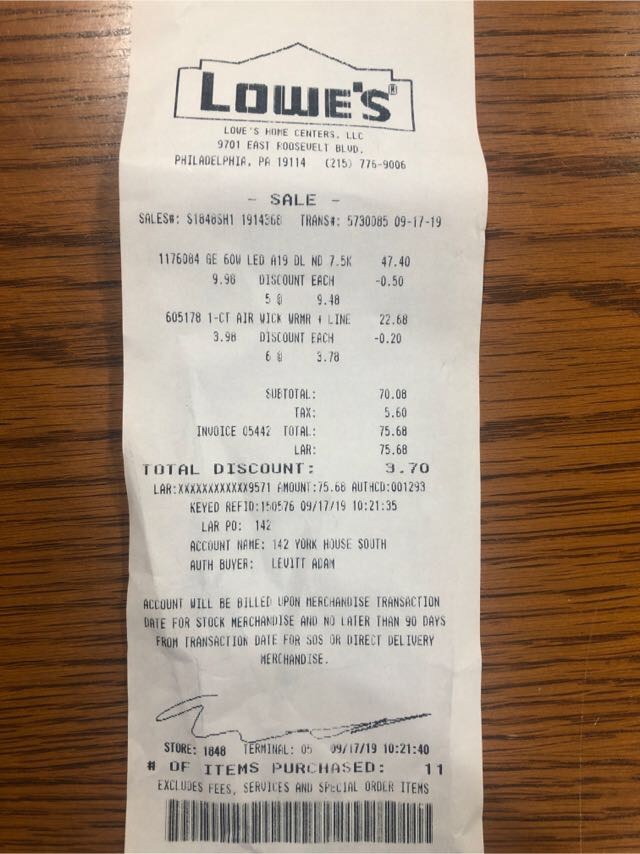 LOWE'S®
LOWE'S HOME CENTERS, LLC
9701 EAST ROOSEVELT BLVD.
PHILADELPHIA, PA 19114 (215) 776-9006
- SALE -
SALES#: S1848SH1 1914368 TRANS#: 5730085 09-17-19
1176084 GE 60W LED A19 DL ND 7.5K 47.40
9.98 DISCOUNT EACH -0.50
5 @ 9.48
605178 1-CT AIR WICK WRMR + LINE 22.68
3.98 DISCOUNT EACH -0.20
6 @ 3.78
SUBTOTAL: 70.08
TAX: 5.60
INVOICE 05442 TOTAL: 75.68
LAR: 75.68
TOTAL DISCOUNT: 3.70
LAR:XXXXXXXXXXXX9571 AMOUNT:75.68 AUTHCD:001293
KEYED REFID:150576 09/17/19 10:21:35
LAR PO: 142
ACCOUNT NAME: 142 YORK HOUSE SOUTH
AUTH BUYER: LEVITT ADAM
ACCOUNT WILL BE BILLED UPON MERCHANDISE TRANSACTION
DATE FOR STOCK MERCHANDISE AND NO LATER THAN 90 DAYS
FROM TRANSACTION DATE FOR SOS OR DIRECT DELIVERY
MERCHANDISE.
STORE: 1848 TERMINAL: 05 09/17/19 10:21:40
# OF ITEMS PURCHASED: 11
EXCLUDES FEES, SERVICES AND SPECIAL ORDER ITEMS